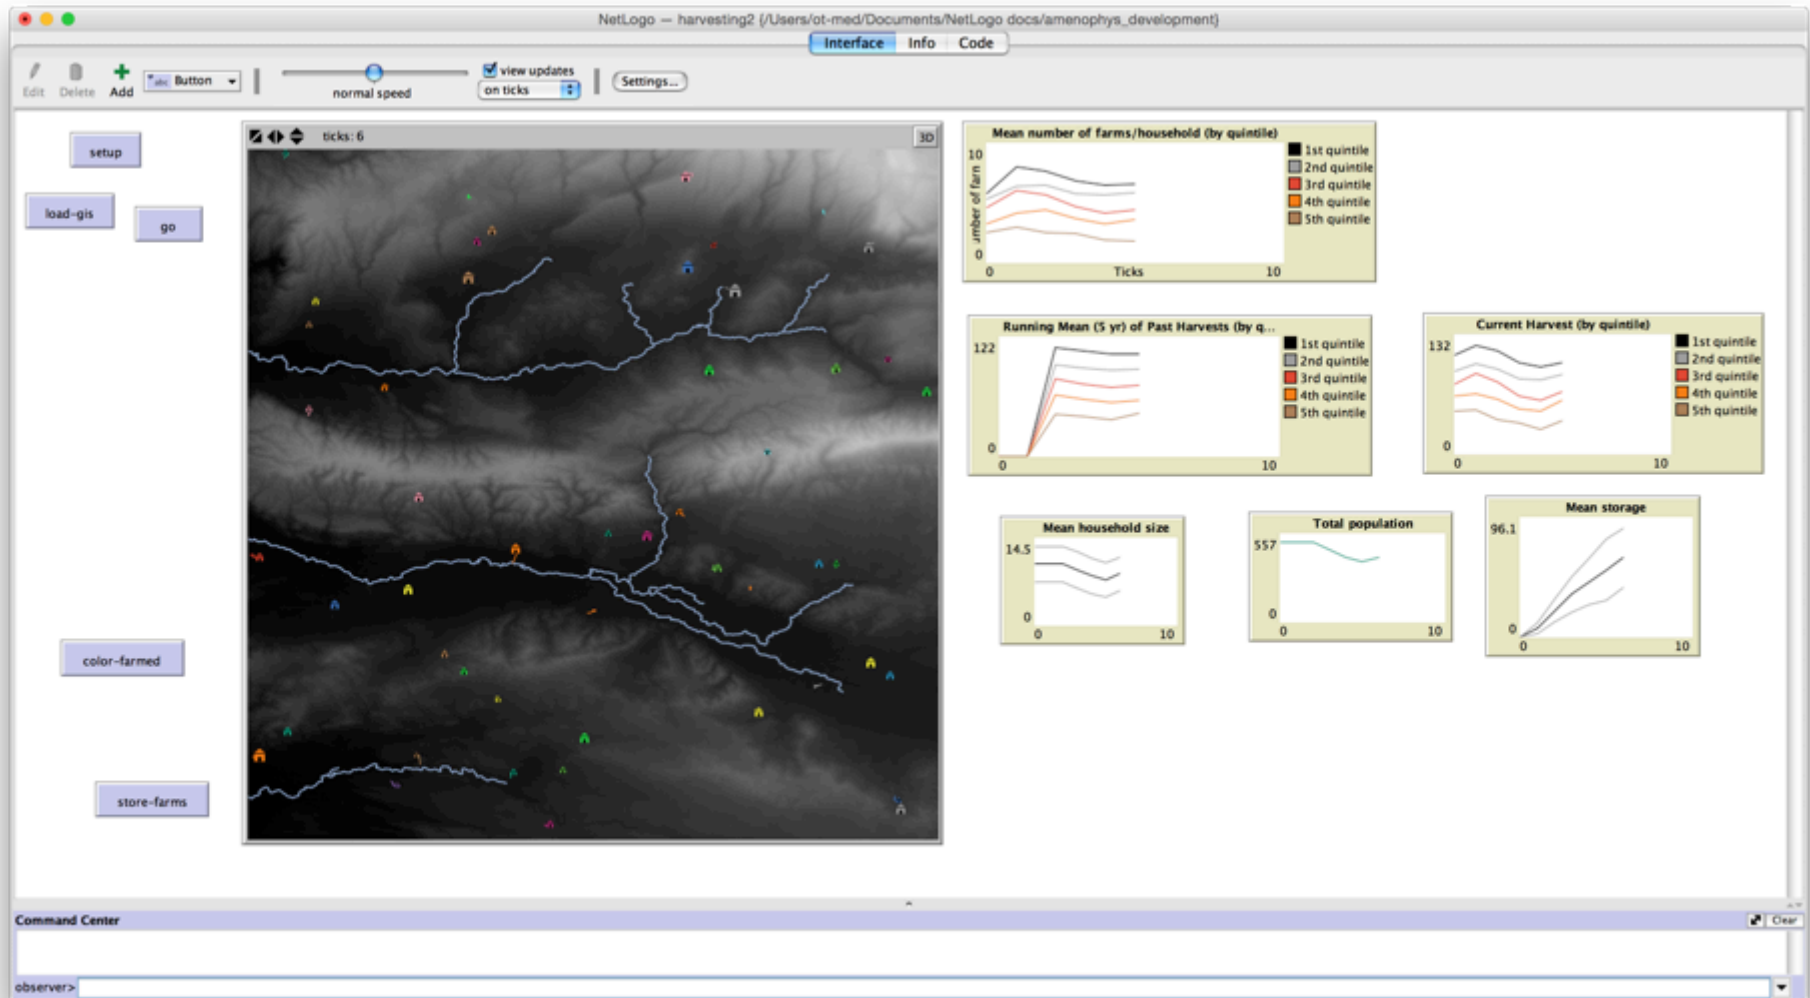 NetLogo — harvesting2 {/Users/ot-med/Documents/NetLogo docs/amenophys_development}
Interface Info Code
Edit Delete Add Button normal speed view updates on ticks Settings...
setup
load-gis
go
color-farmed
store-farms
ticks: 6 3D
Mean number of farms/household (by quintile)
10
umber of farn
0
0 Ticks 10
1st quintile
2nd quintile
3rd quintile
4th quintile
5th quintile
Running Mean (5 yr) of Past Harvests (by q...
122
0
0 10
1st quintile
2nd quintile
3rd quintile
4th quintile
5th quintile
Current Harvest (by quintile)
132
0
0 10
1st quintile
2nd quintile
3rd quintile
4th quintile
5th quintile
Mean household size
14.5
0
0 10
Total population
557
0
0 10
Mean storage
96.1
0
0 10
Command Center Clear
observer>